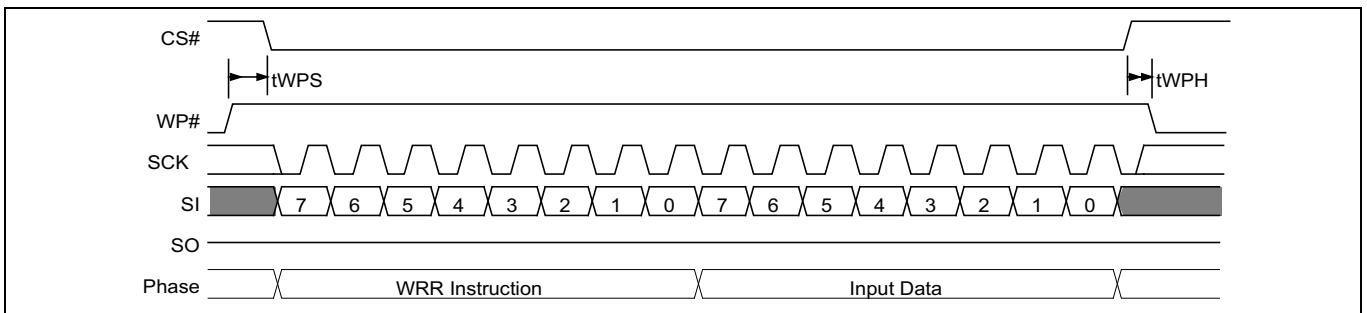 CS#
tWPS
tWPH
WP#
SCK
SI 7 6 5 4 3 2 1 0 7 6 5 4 3 2 1 0
SO
Phase WRR Instruction Input Data